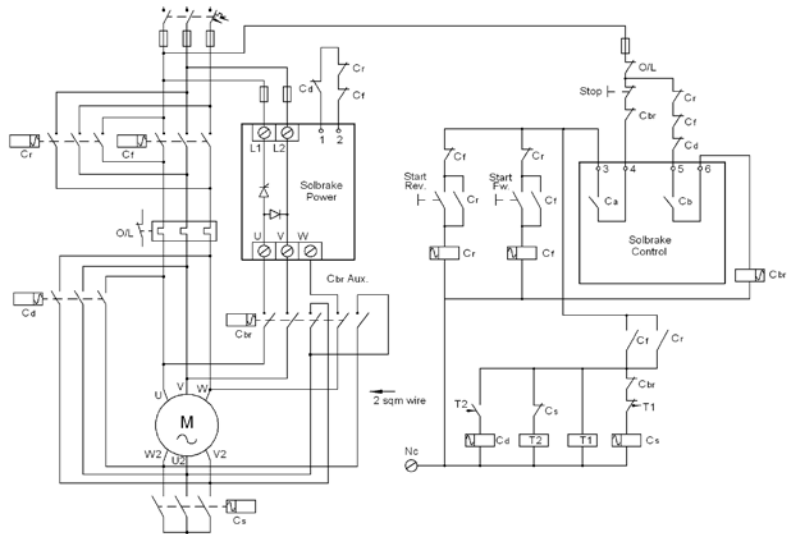 O/L
Stop
Cr
Cf
Cd
Cbr
Cr
Cf
Cd
1 2
L1 L2
Solbrake
Power
U V W
Cr
Cf
O/L
Cd
Cbr Aux.
Cbr
U V W
M
W2 U2 V2
Cs
2 sqm wire
Cf
Cr
Start
Rev.
Cr
Start
Fw.
Cf
Cr
Cf
3 4 5 6
Ca
Cb
Solbrake
Control
Cbr
Cf
Cr
Cbr
T2
Cs
T1
Nc
Cd
T2
T1
Cs